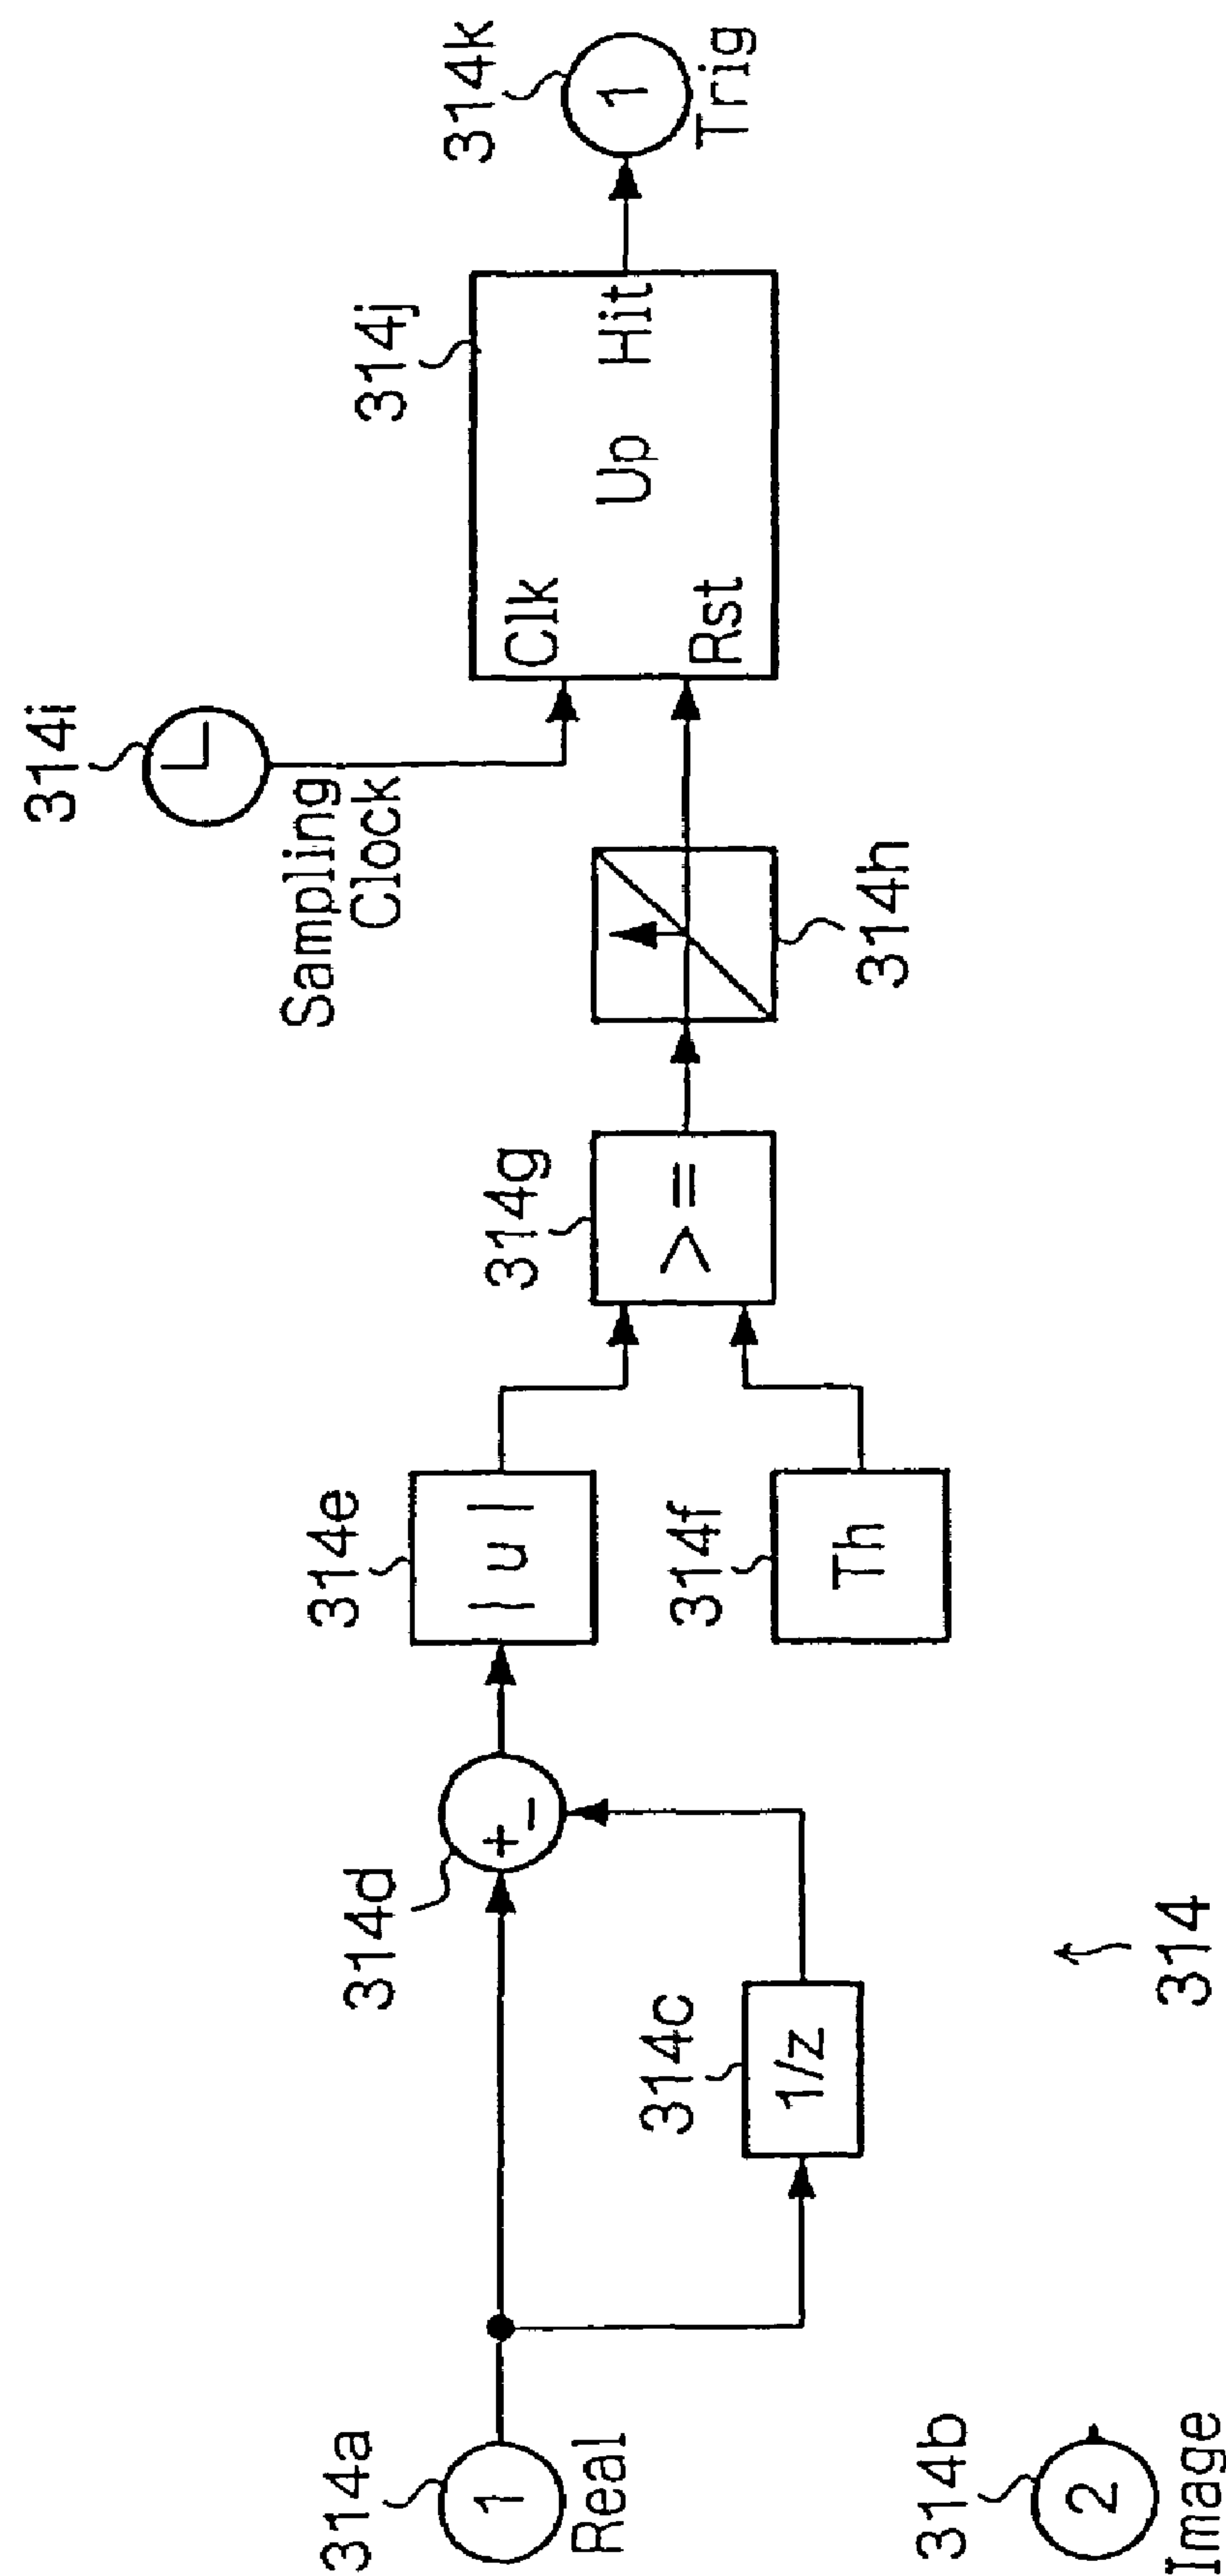 314a
1
Real
314b
2
Image
314c
1/z
314d
+
−
314e
|u|
314f
Th
314g
>=
314h
314i
Sampling
Clock
314j
Clk
Up
Hit
Rst
314k
1
Trig
314